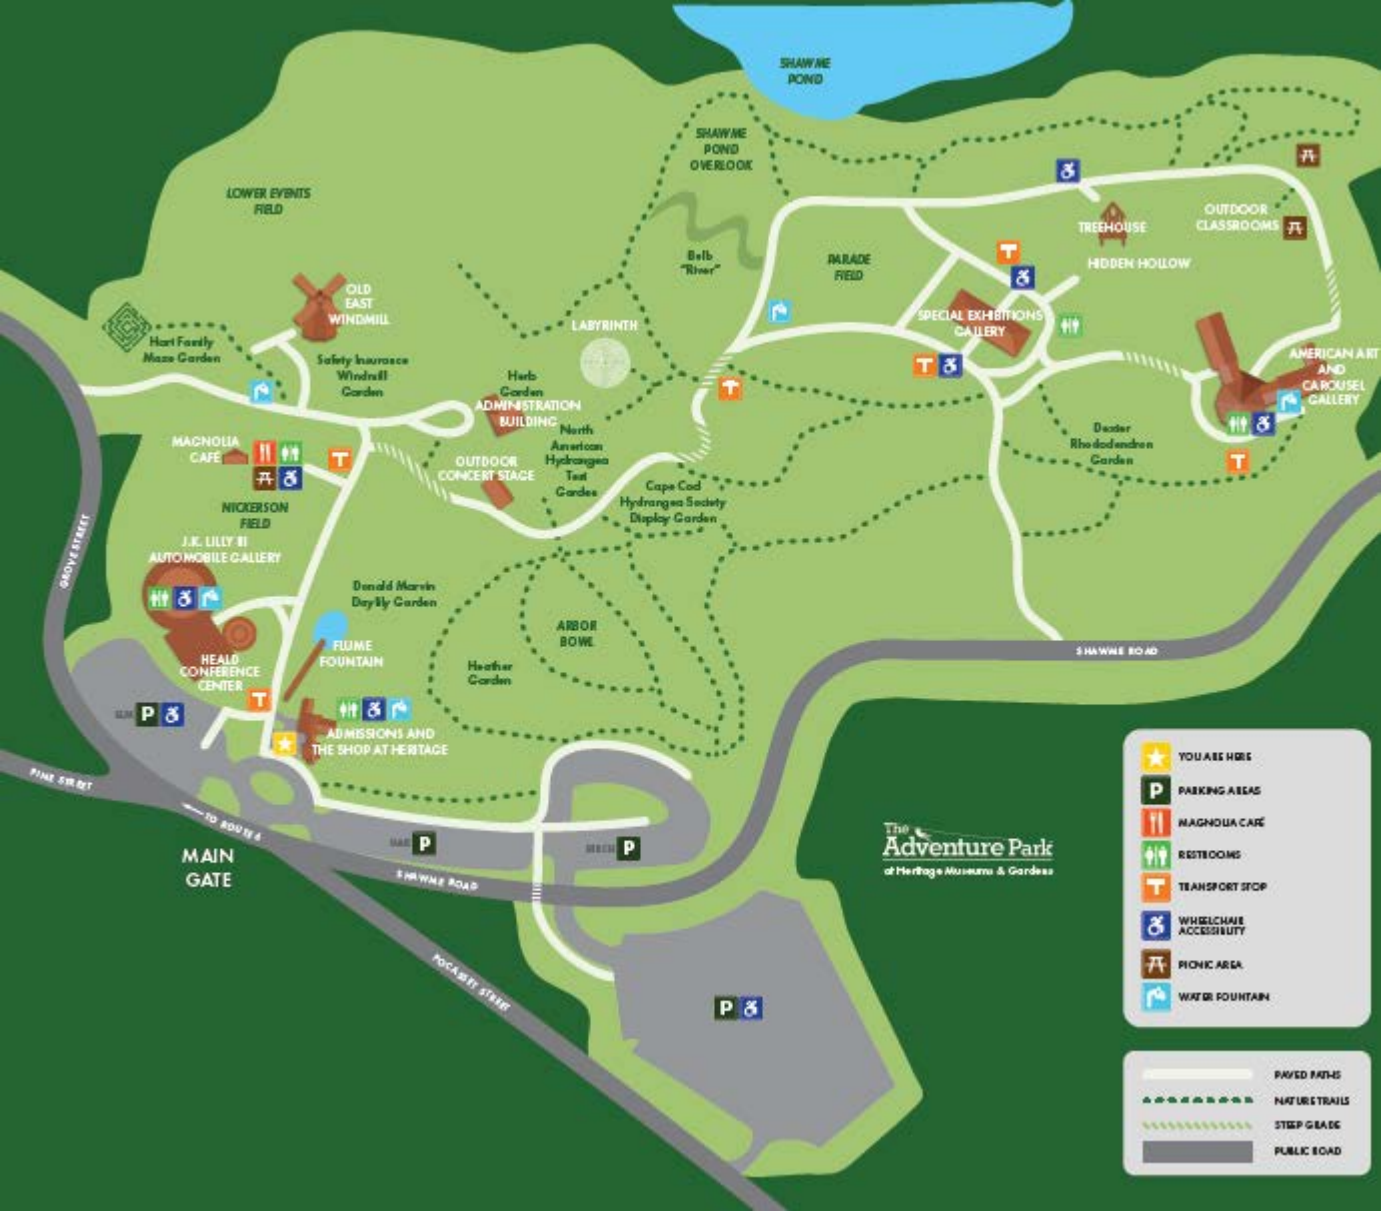 SHAWME
POND
SHAWME
POND
OVERLOOK
LOWER EVENTS
FIELD
OUTDOOR
CLASSROOMS
TREEHOUSE
HIDDEN HOLLOW
Bolb
"River"
PARADE
FIELD
OLD
EAST
WINDMILL
LABYRINTH
SPECIAL EXHIBITIONS
GALLERY
Hart Family
Maze Garden
Safety Insurance
Windmill
Garden
Herb
Garden
ADMINISTRATION
BUILDING
AMERICAN ART
AND
CAROUSEL
GALLERY
MAGNOLIA
CAFÉ
North
American
Hydrangea
Test
Garden
Dexter
Rhododendron
Garden
OUTDOOR
CONCERT STAGE
Cape Cod
Hydrangea Society
Display Garden
NICKERSON
FIELD
GROVE STREET
J.K. LILLY III
AUTOMOBILE GALLERY
Donald Marvin
Daylily Garden
ARBOR
BOWL
FLUME
FOUNTAIN
Heather
Garden
HEALD
CONFERENCE
CENTER
SHAWME ROAD
ELM P
ADMISSIONS AND
THE SHOP AT HERITAGE
PINE STREET
TO ROUTE 6
OAK P
BIRCH P
MAIN
GATE
SHAWME ROAD
POCASSET STREET
P
The
Adventure Park
at Heritage Museums & Gardens
YOU ARE HERE
P PARKING AREAS
MAGNOLIA CAFÉ
RESTROOMS
T TRANSPORT STOP
WHEELCHAIR
ACCESSIBLITY
PICNIC AREA
WATER FOUNTAIN
PAVED PATHS
NATURE TRAILS
STEEP GRADE
PUBLIC ROAD